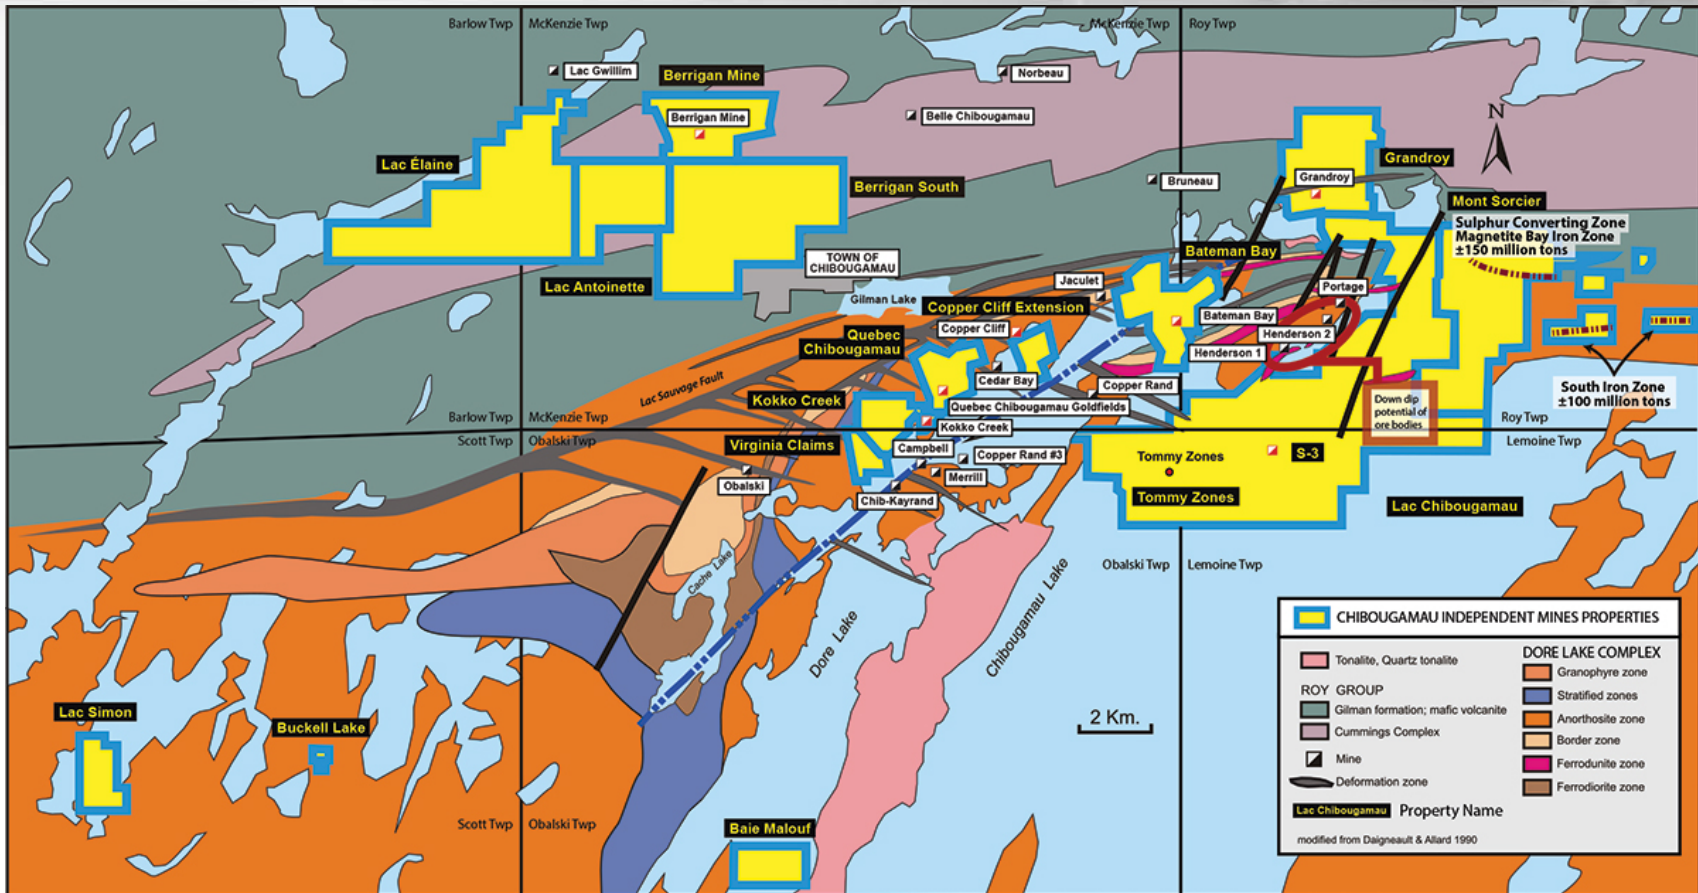 Barlow Twp
McKenzie Twp
McKenzie Twp
Roy Twp
Lac Gwillim
Berrigan Mine
Norbeau
Berrigan Mine
Belle Chibougamau
N
Lac Élaine
Grandroy
Berrigan South
Bruneau
Grandroy
Mont Sorcier
Sulphur Converting Zone
Magnetite Bay Iron Zone
±150 million tons
Bateman Bay
TOWN OF
CHIBOUGAMAU
Lac Antoinette
Gilman Lake
Jaculet
Portage
Copper Cliff Extension
Copper Cliff
Bateman Bay
Henderson 2
Quebec
Chibougamau
Henderson 1
Lac Sauvage Fault
Cedar Bay
Copper Rand
South Iron Zone
±100 million tons
Kokko Creek
Quebec Chibougamau Goldfields
Down dip
potential of
ore bodies
Barlow Twp
McKenzie Twp
Kokko Creek
Roy Twp
Scott Twp
Obalski Twp
Virginia Claims
Lemoine Twp
Campbell
Copper Rand #3
Tommy Zones
S-3
Obalski
Merrill
Chib-Kayrand
Tommy Zones
Lac Chibougamau
Cache Lake
Obalski Twp
Lemoine Twp
Dore Lake
Chibougamau Lake
Lac Simon
Buckell Lake
2 Km.
Scott Twp
Obalski Twp
Baie Malouf
CHIBOUGAMAU INDEPENDENT MINES PROPERTIES
Tonalite, Quartz tonalite
ROY GROUP
Gilman formation; mafic volcanite
Cummings Complex
Mine
Deformation zone
Lac Chibougamau
Property Name
modified from Daigneault & Allard 1990
DORE LAKE COMPLEX
Granophyre zone
Stratified zones
Anorthosite zone
Border zone
Ferrodunite zone
Ferrodiorite zone